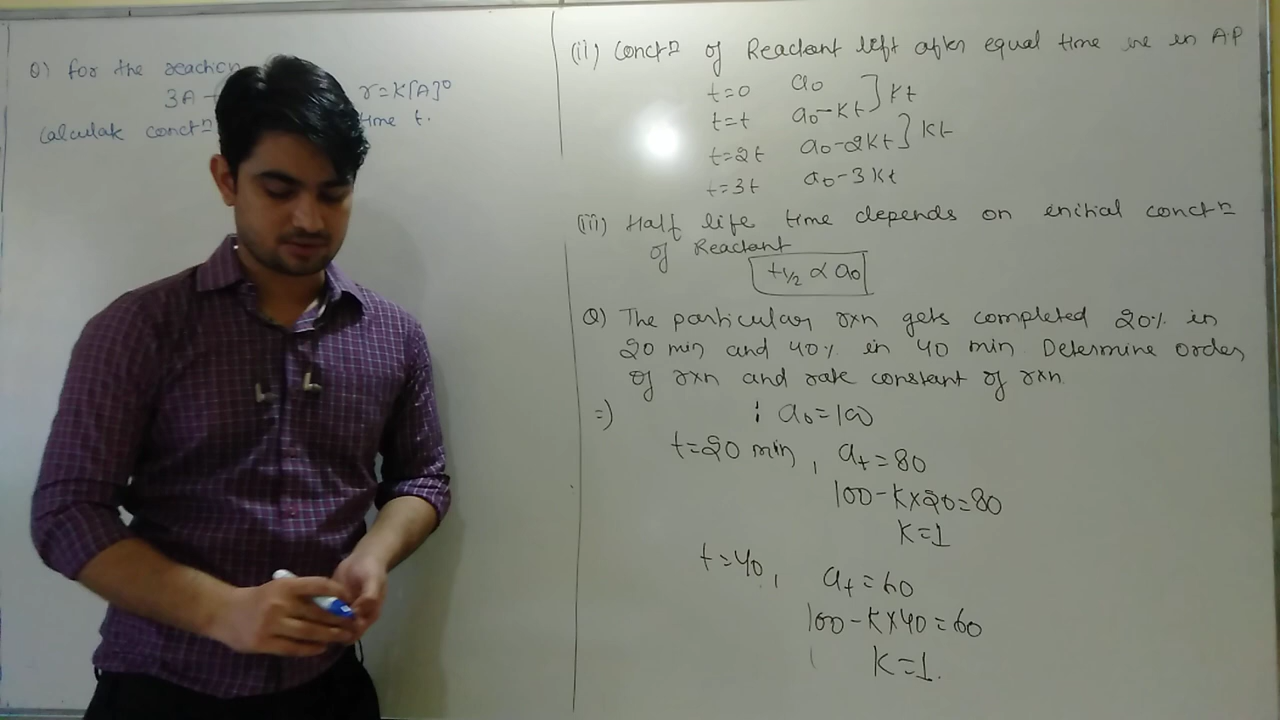 Q) for the reaction
3A → r=K[A]⁰
Calculate conctⁿ time t.
(ii) Conctⁿ of Reactant left after equal time are in AP
t=0 a₀
t=t a₀-Kt } Kt
t=2t a₀-2Kt } Kt
t=3t a₀-3Kt
(iii) Half life time depends on initial conctⁿ
of Reactant
t½ ∝ a₀
Q) The particular rxn gets completed 20% in
20 min and 40% in 40 min. Determine order
of rxn and rate constant of rxn
=) : a₀=100
t=20 min, at=80
100-K×20=80
K=1
t=40, at=60
100-K×40=60
K=1.